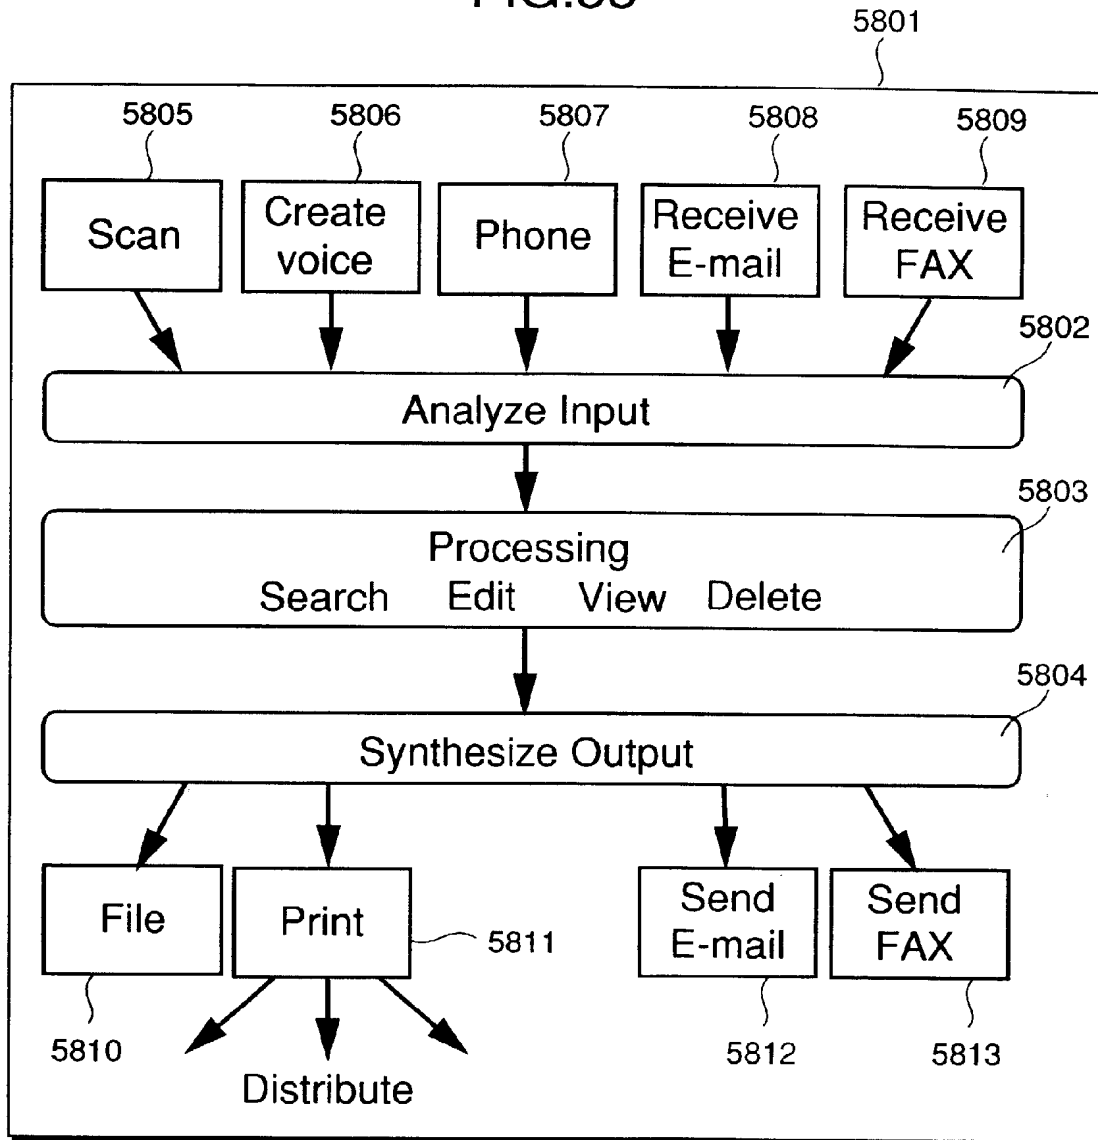 5801
5805 5806 5807 5808 5809
Scan
Create
voice
Phone
Receive
E-mail
Receive
FAX
5802
Analyze Input
5803
Processing
Search Edit View Delete
5804
Synthesize Output
File
Print
5811
Send
E-mail
Send
FAX
5810
5812
5813
Distribute